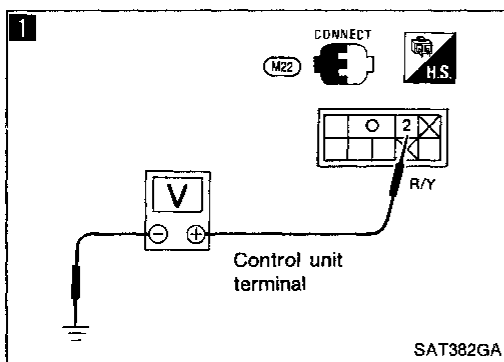 1
CONNECT
M22
H.S.
2
R/Y
V
Control unit
terminal
SAT382GA